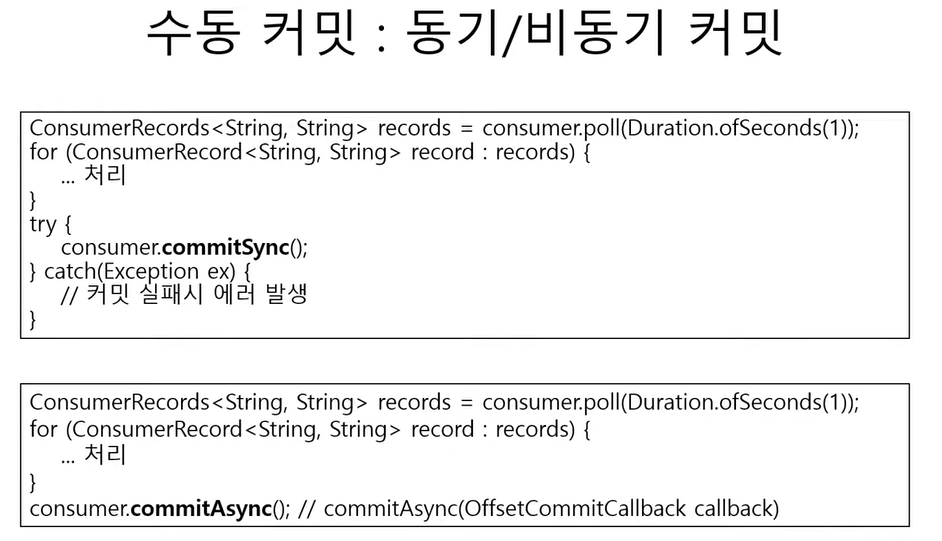 수동 커밋 : 동기/비동기 커밋
ConsumerRecords<String, String> records = consumer.poll(Duration.ofSeconds(1));
for (ConsumerRecord<String, String> record : records) {
... 처리
}
try {
consumer.commitSync();
} catch(Exception ex) {
// 커밋 실패시 에러 발생
}
ConsumerRecords<String, String> records = consumer.poll(Duration.ofSeconds(1));
for (ConsumerRecord<String, String> record : records) {
... 처리
}
consumer.commitAsync(); // commitAsync(OffsetCommitCallback callback)